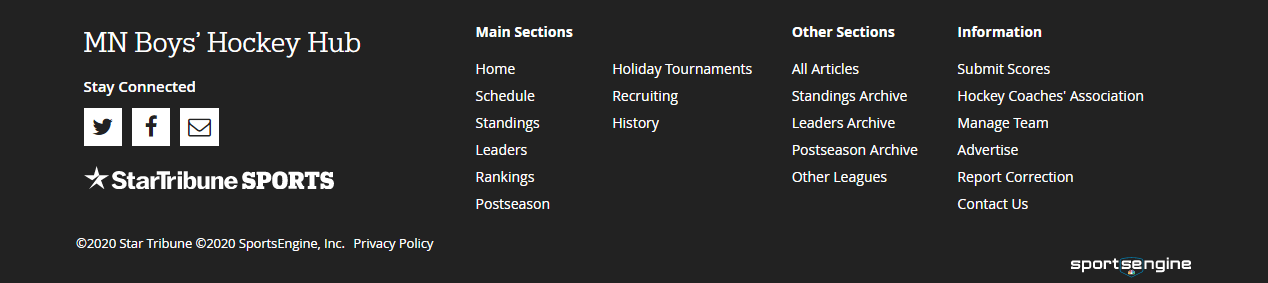 MN Boys’ Hockey Hub
Stay Connected
StarTribune SPORTS
Main Sections
Home
Schedule
Standings
Leaders
Rankings
Postseason
Holiday Tournaments
Recruiting
History
Other Sections
All Articles
Standings Archive
Leaders Archive
Postseason Archive
Other Leagues
Information
Submit Scores
Hockey Coaches' Association
Manage Team
Advertise
Report Correction
Contact Us
©2020 Star Tribune ©2020 SportsEngine, Inc. Privacy Policy
sportsengine